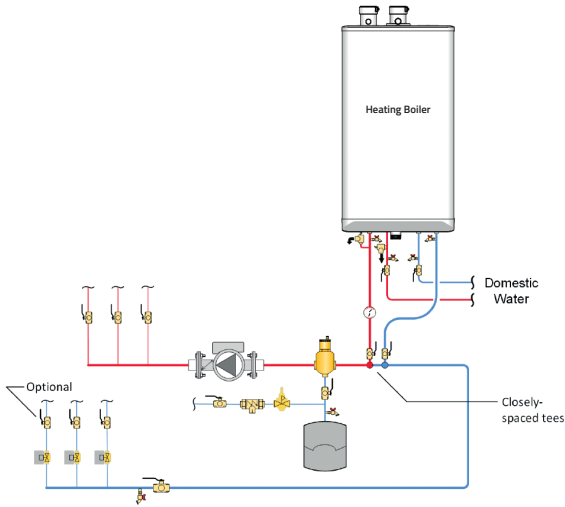 Heating Boiler
Domestic
Water
Optional
Closely-
spaced tees